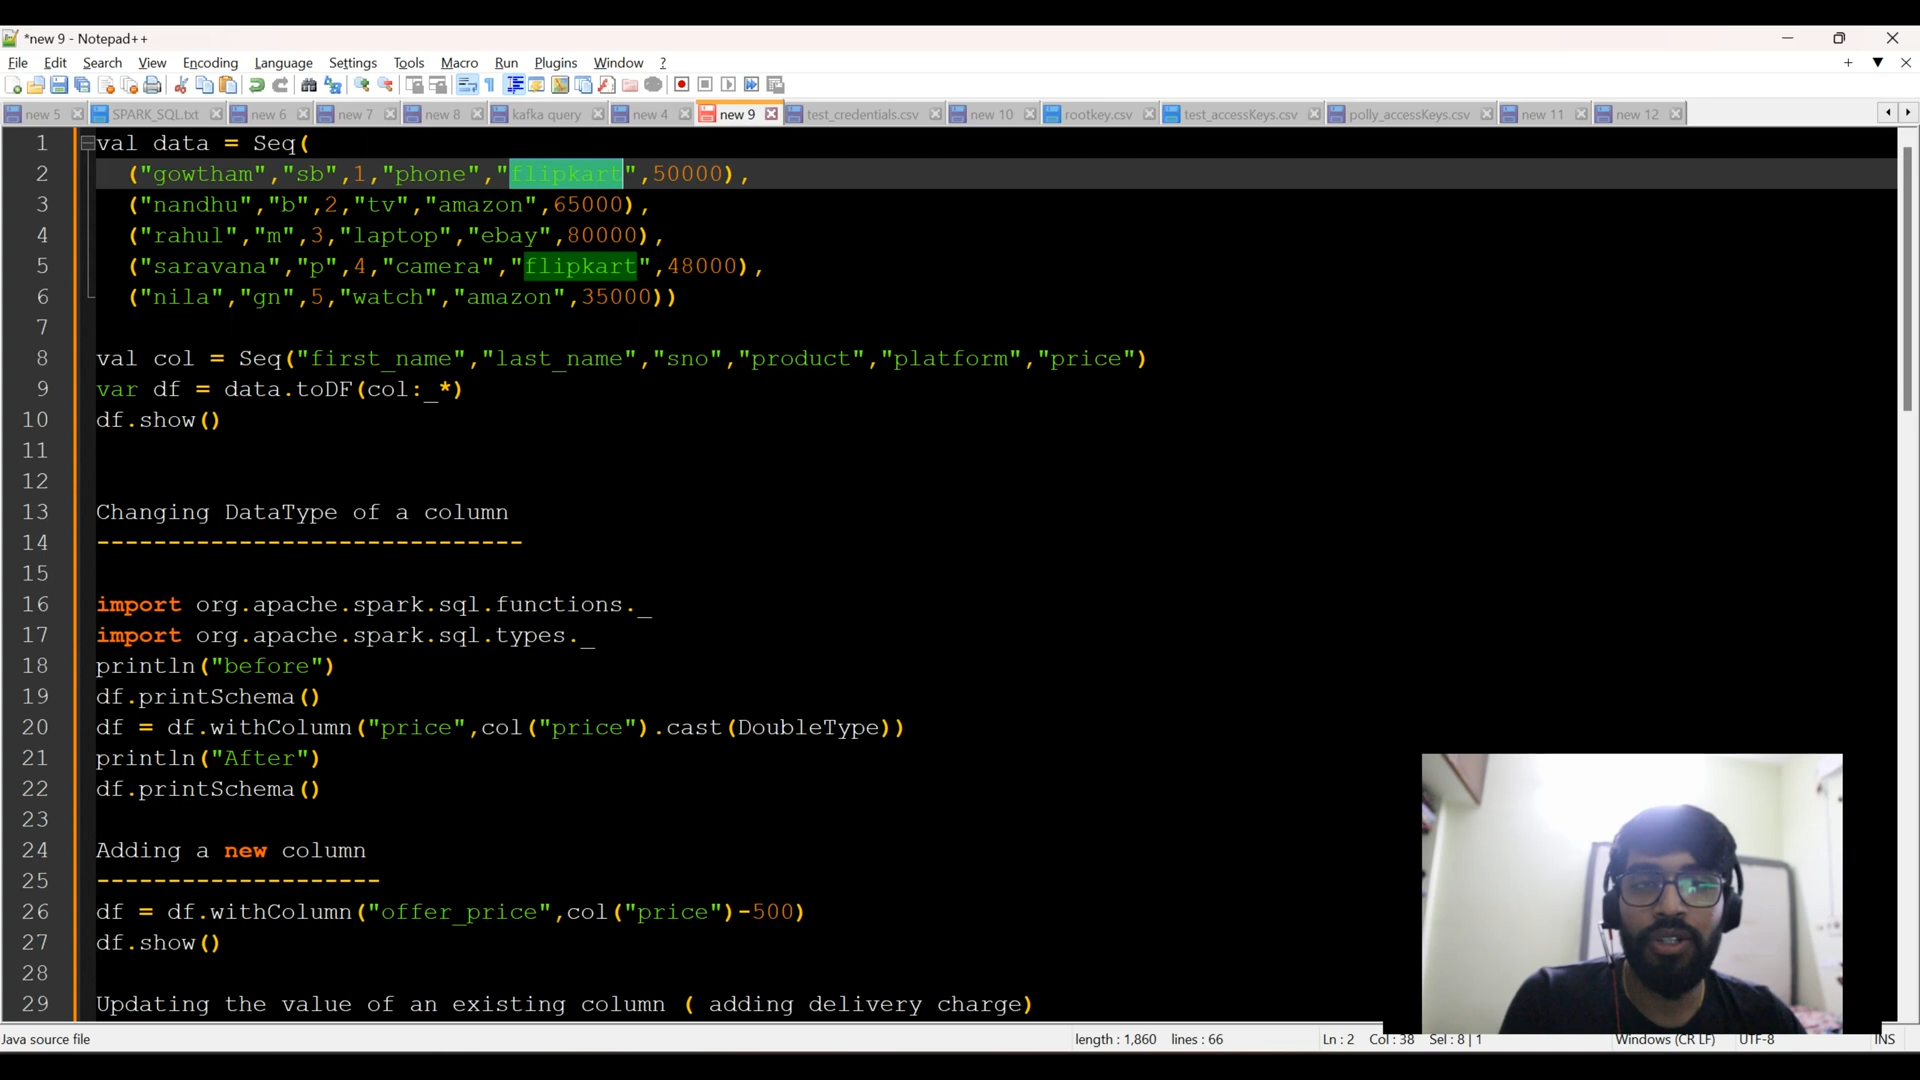 *new 9 - Notepad++
File Edit Search View Encoding Language Settings Tools Macro Run Plugins Window ?
new 5 SPARK_SQL.txt new 6 new 7 new 8 kafka query new 4 new 9 test_credentials.csv new 10 rootkey.csv test_accessKeys.csv polly_accessKeys.csv new 11 new 12
1 val data = Seq(
2 ("gowtham","sb",1,"phone","flipkart",50000),
3 ("nandhu","b",2,"tv","amazon",65000),
4 ("rahul","m",3,"laptop","ebay",80000),
5 ("saravana","p",4,"camera","flipkart",48000),
6 ("nila","gn",5,"watch","amazon",35000))
7
8 val col = Seq("first_name","last_name","sno","product","platform","price")
9 var df = data.toDF(col:_*)
10 df.show()
11
12
13 Changing DataType of a column
14 ------------------------------
15
16 import org.apache.spark.sql.functions._
17 import org.apache.spark.sql.types._
18 println("before")
19 df.printSchema()
20 df = df.withColumn("price",col("price").cast(DoubleType))
21 println("After")
22 df.printSchema()
23
24 Adding a new column
25 --------------------
26 df = df.withColumn("offer_price",col("price")-500)
27 df.show()
28
29 Updating the value of an existing column ( adding delivery charge)
Java source file length : 1,860 lines : 66 Ln : 2 Col : 38 Sel : 8 | 1 Windows (CR LF) UTF-8 INS